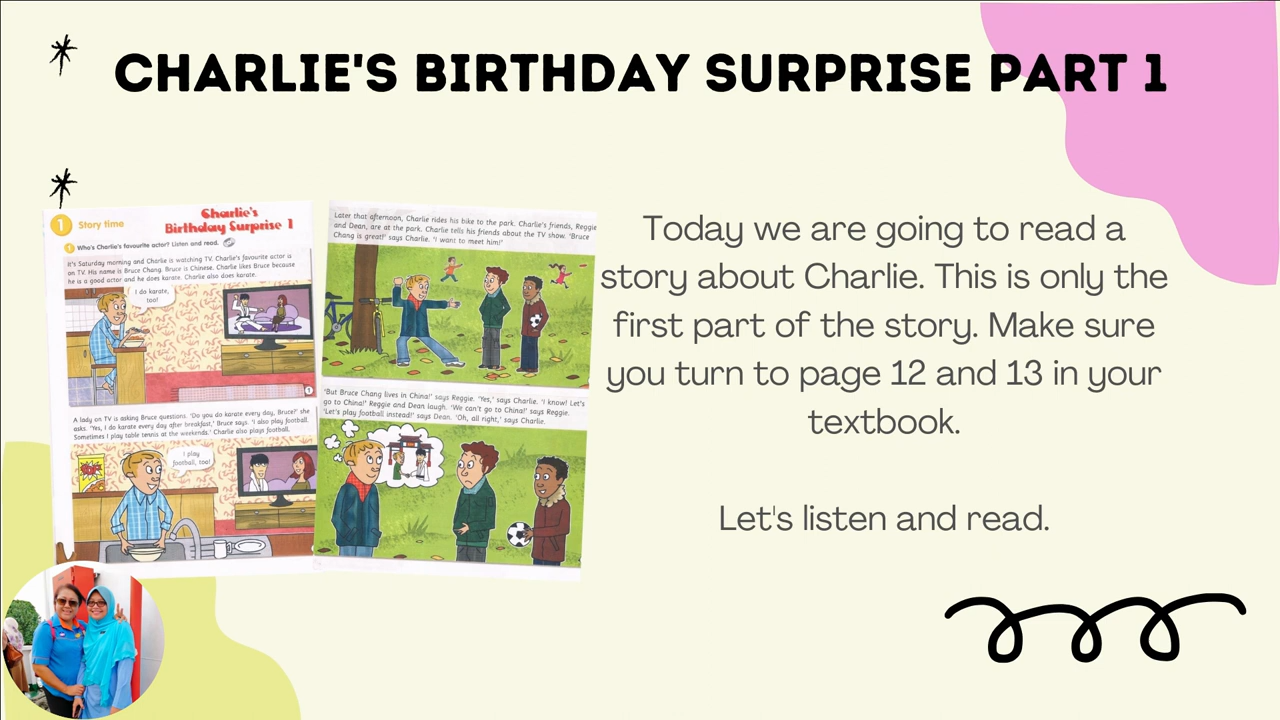 CHARLIE'S BIRTHDAY SURPRISE PART 1
1 Story time
Charlie's
Birthday Surprise 1
1 Who's Charlie's favourite actor? Listen and read.
It's Saturday morning and Charlie is watching TV. Charlie's favourite actor is
on TV. His name is Bruce Chang. Bruce is Chinese. Charlie likes Bruce because
he is a good actor and he does karate. Charlie also does karate.
I do karate,
too!
A lady on TV is asking Bruce questions. 'Do you do karate every day, Bruce?' she
asks. 'Yes, I do karate every day after breakfast,' Bruce says. 'I also play football.
Sometimes I play table tennis at the weekends.' Charlie also plays football.
I play
football, too!
Later that afternoon, Charlie rides his bike to the park. Charlie's friends, Reggie
and Dean, are at the park. Charlie tells his friends about the TV show. 'Bruce
Chang is great!' says Charlie. 'I want to meet him!'
'But Bruce Chang lives in China!' says Reggie. 'Yes,' says Charlie. 'I know! Let's
go to China!' Reggie and Dean laugh. 'We can't go to China!' says Reggie.
'Let's play football instead!' says Dean. 'Oh, all right,' says Charlie.
Today we are going to read a
story about Charlie. This is only the
first part of the story. Make sure
you turn to page 12 and 13 in your
textbook.
Let's listen and read.